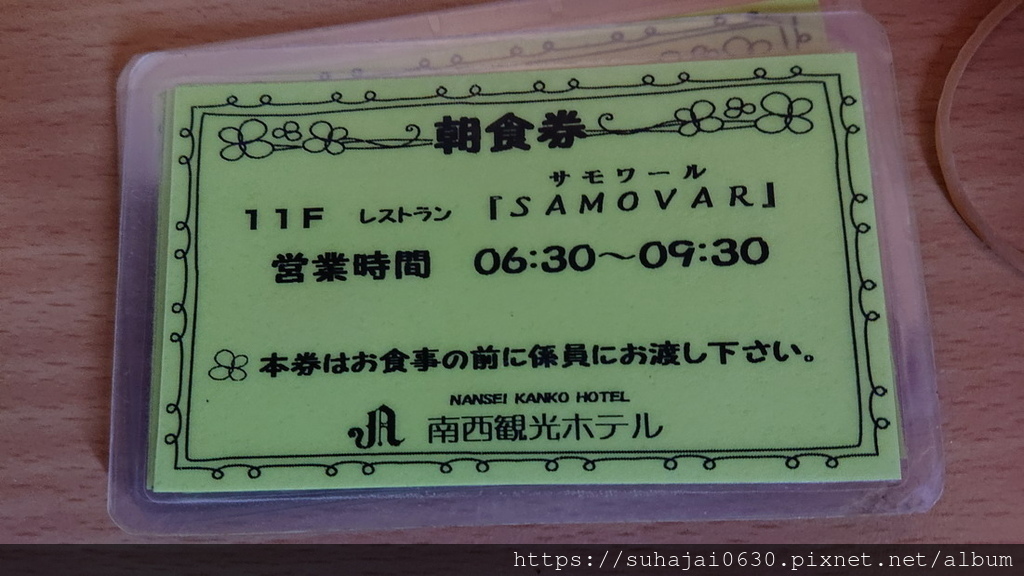 朝食券
サモワール
11F レストラン 『SAMOVAR』
営業時間 06:30～09:30
本券はお食事の前に係員にお渡し下さい。
NANSEI KANKO HOTEL
南西観光ホテル
https://suhajai0630.pixnet.net/album